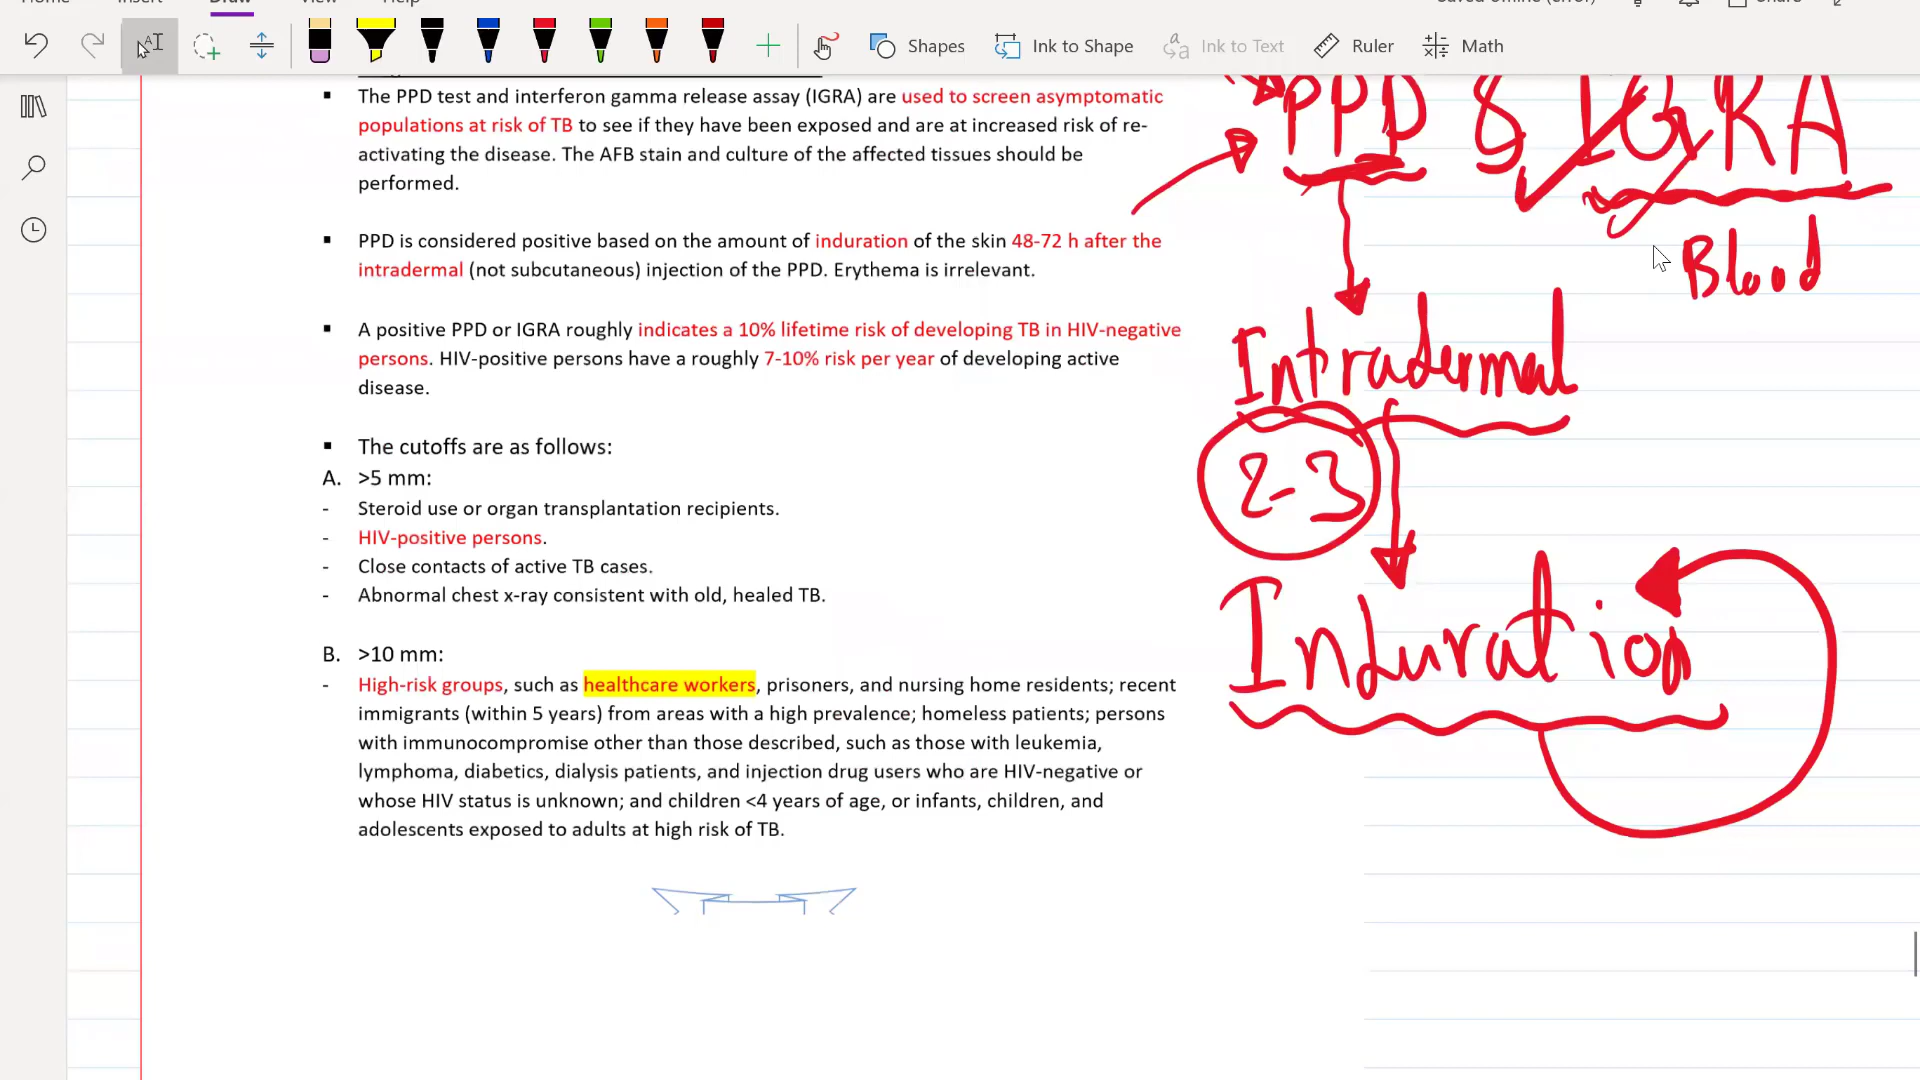 Home Insert Draw View Help Saved online (error) Share
Shapes Ink to Shape Ink to Text Ruler Math
▪ The PPD test and interferon gamma release assay (IGRA) are used to screen asymptomatic
populations at risk of TB to see if they have been exposed and are at increased risk of re-
activating the disease. The AFB stain and culture of the affected tissues should be
performed.
▪ PPD is considered positive based on the amount of induration of the skin 48-72 h after the
intradermal (not subcutaneous) injection of the PPD. Erythema is irrelevant.
▪ A positive PPD or IGRA roughly indicates a 10% lifetime risk of developing TB in HIV-negative
persons. HIV-positive persons have a roughly 7-10% risk per year of developing active
disease.
▪ The cutoffs are as follows:
A. >5 mm:
- Steroid use or organ transplantation recipients.
- HIV-positive persons.
- Close contacts of active TB cases.
- Abnormal chest x-ray consistent with old, healed TB.
B. >10 mm:
- High-risk groups, such as healthcare workers, prisoners, and nursing home residents; recent
immigrants (within 5 years) from areas with a high prevalence; homeless patients; persons
with immunocompromise other than those described, such as those with leukemia,
lymphoma, diabetics, dialysis patients, and injection drug users who are HIV-negative or
whose HIV status is unknown; and children <4 years of age, or infants, children, and
adolescents exposed to adults at high risk of TB.
PPD & IGRA
Blood
Intradermal
2-3
Induration